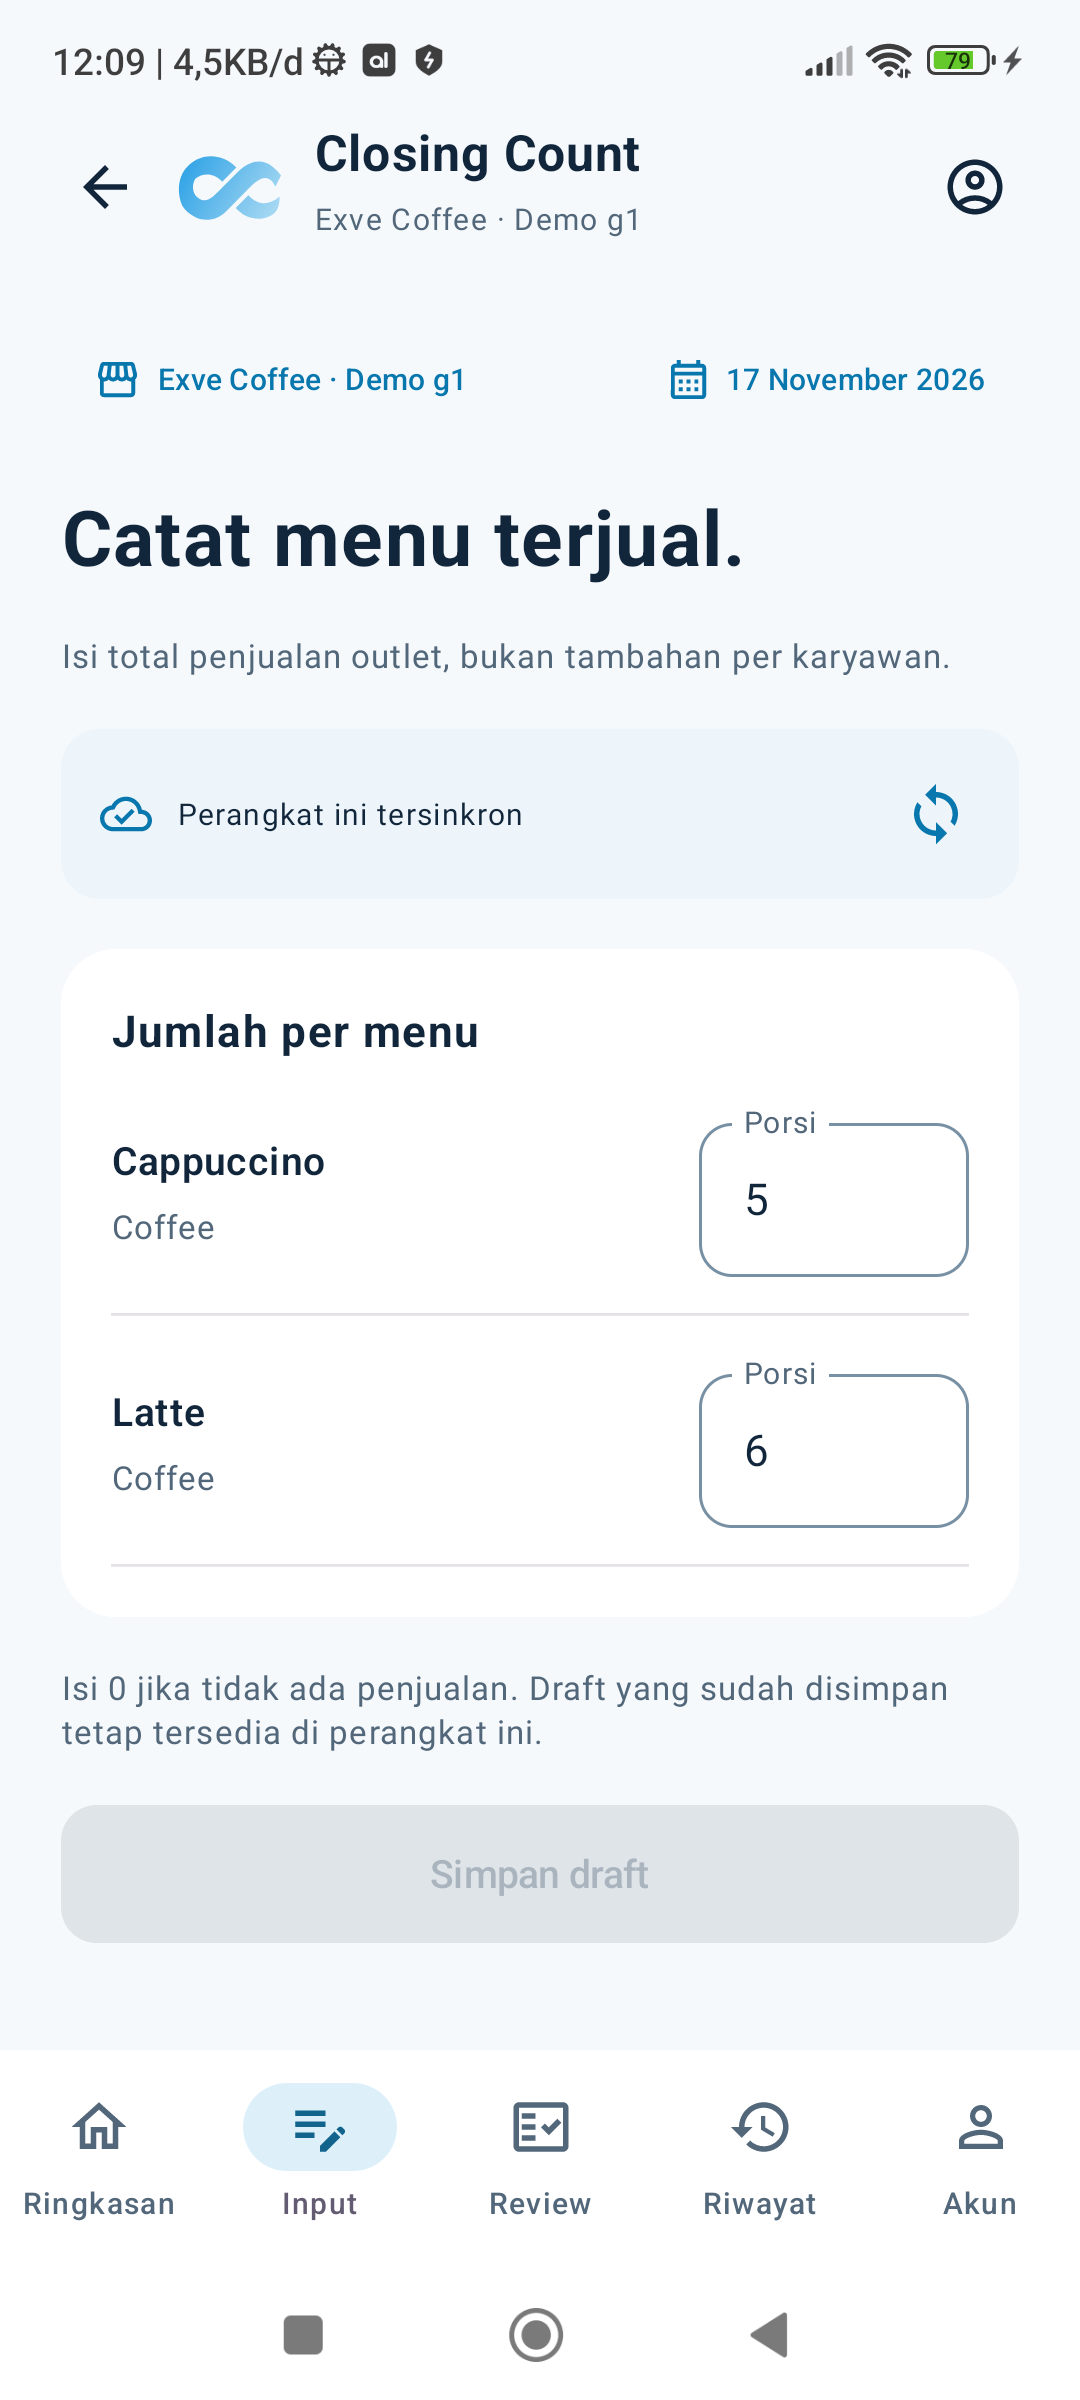 12:09 | 4,5KB/d
al
79
Closing Count
Exve Coffee · Demo g1
Exve Coffee · Demo g1
17 November 2026
Catat menu terjual.
Isi total penjualan outlet, bukan tambahan per karyawan.
Perangkat ini tersinkron
Jumlah per menu
Cappuccino
Coffee
Porsi
5
Latte
Coffee
Porsi
6
Isi 0 jika tidak ada penjualan. Draft yang sudah disimpan
tetap tersedia di perangkat ini.
Simpan draft
Ringkasan
Input
Review
Riwayat
Akun